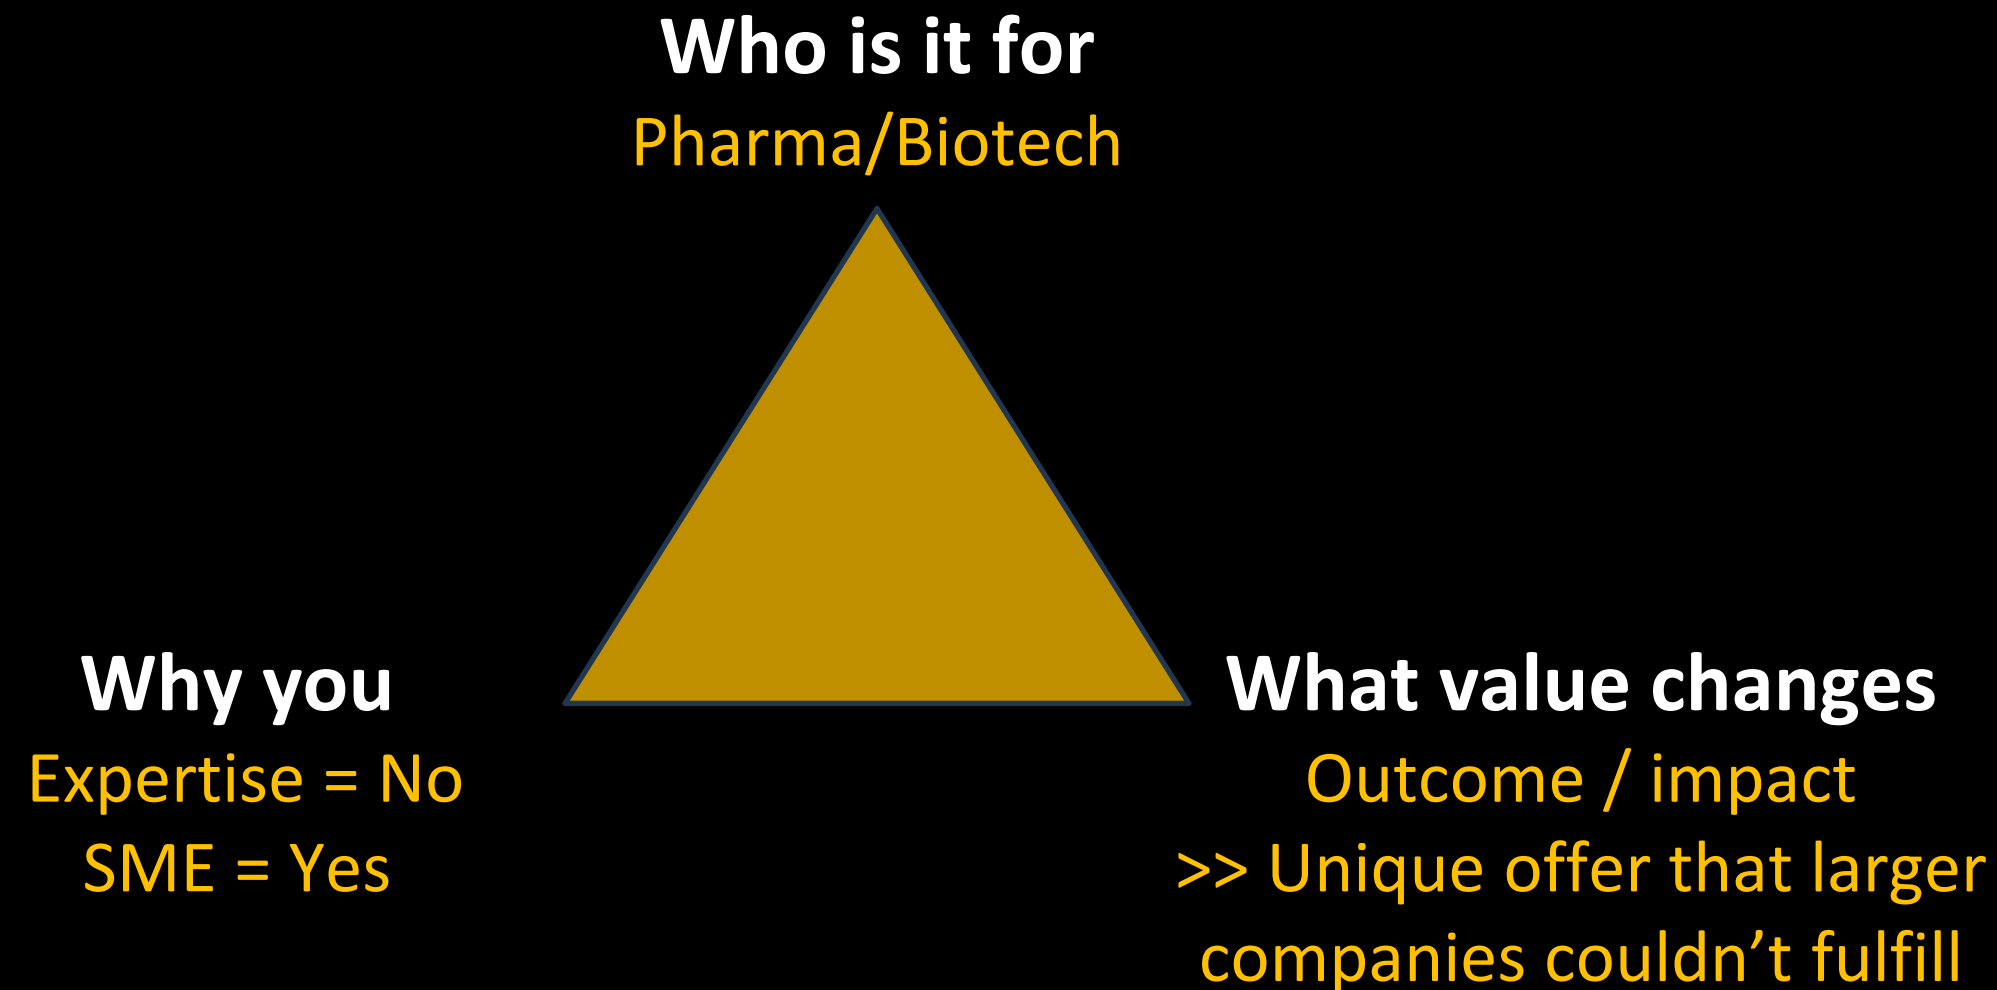 Who is it for
Pharma/Biotech
Why you
Expertise = No
SME = Yes
What value changes
Outcome / impact
>> Unique offer that larger
companies couldn’t fulfill